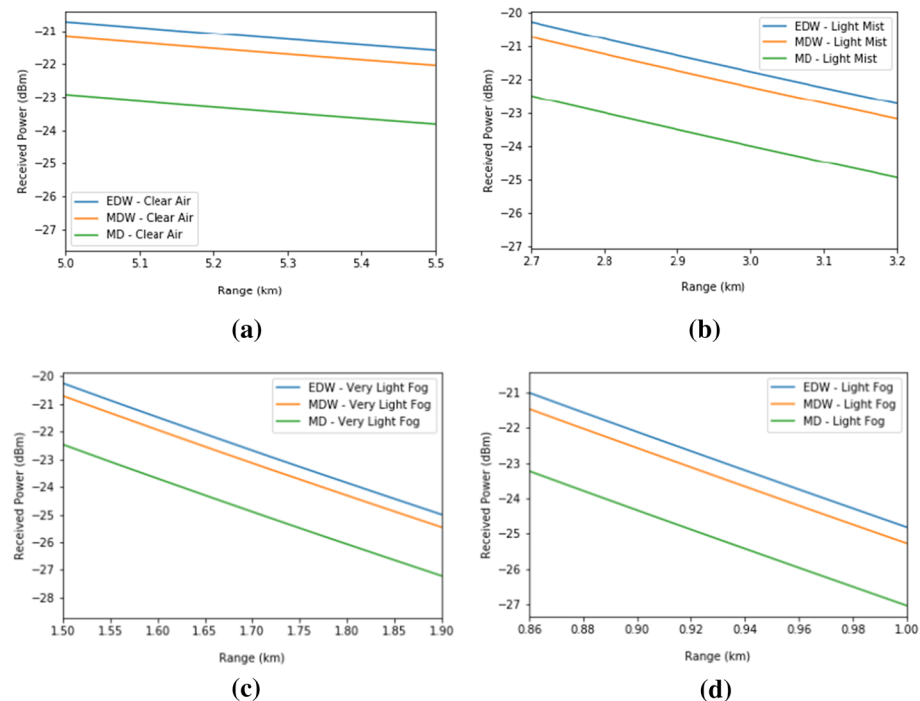 Received Power (dBm)
−21
−22
−23
−24
−25
−26
−27
EDW - Clear Air
MDW - Clear Air
MD - Clear Air
5.0 5.1 5.2 5.3 5.4 5.5
Range (km)
(a)
Received Power (dBm)
−20
−21
−22
−23
−24
−25
−26
−27
EDW - Light Mist
MDW - Light Mist
MD - Light Mist
2.7 2.8 2.9 3.0 3.1 3.2
Range (km)
(b)
Received Power (dBm)
−20
−21
−22
−23
−24
−25
−26
−27
−28
EDW - Very Light Fog
MDW - Very Light Fog
MD - Very Light Fog
1.50 1.55 1.60 1.65 1.70 1.75 1.80 1.85 1.90
Range (km)
(c)
Received Power (dBm)
−21
−22
−23
−24
−25
−26
−27
EDW - Light Fog
MDW - Light Fog
MD - Light Fog
0.86 0.88 0.90 0.92 0.94 0.96 0.98 1.00
Range (km)
(d)